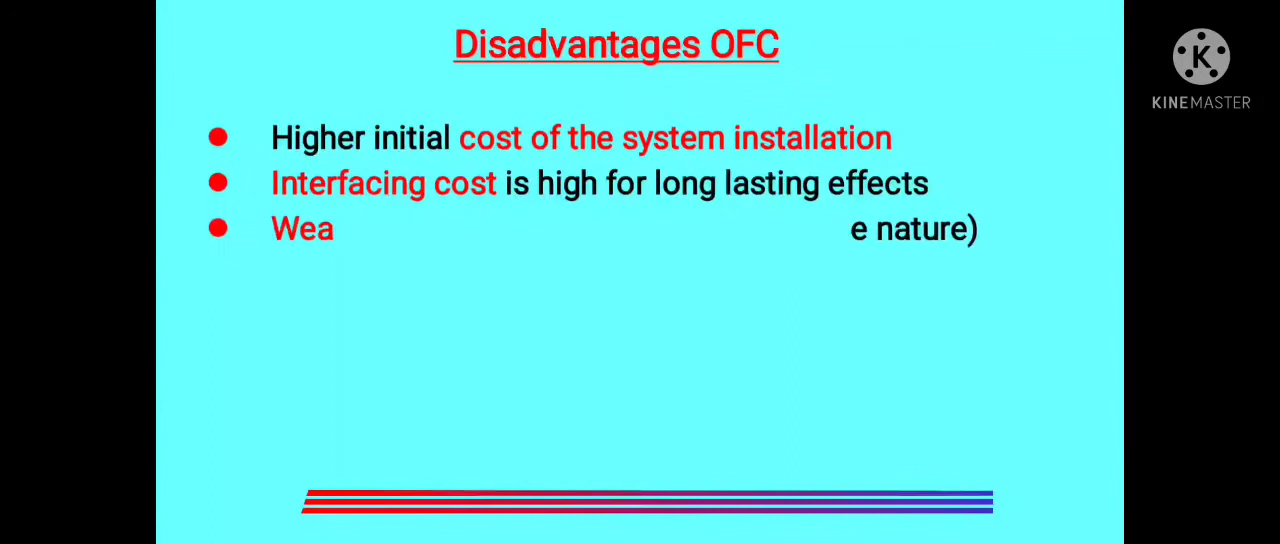 Disadvantages OFC
KINEMASTER
● Higher initial cost of the system installation
● Interfacing cost is high for long lasting effects
● Wea e nature)